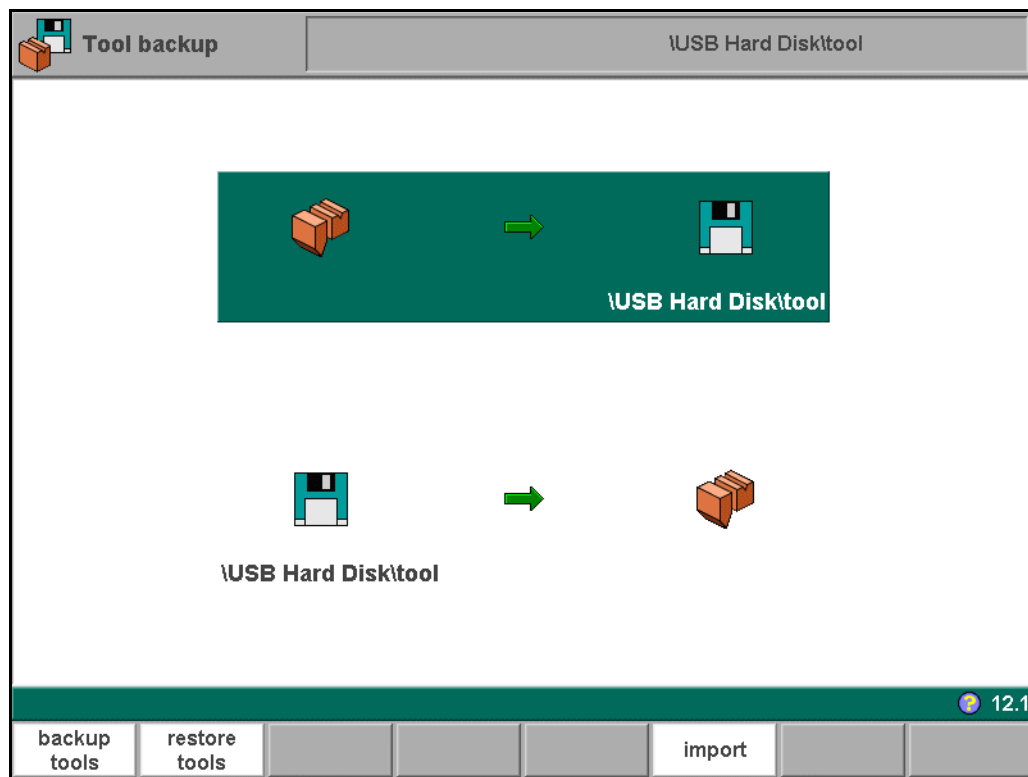 Tool backup
\USB Hard Disk\tool
\USB Hard Disk\tool
\USB Hard Disk\tool
12.1
backup
tools
restore
tools
import